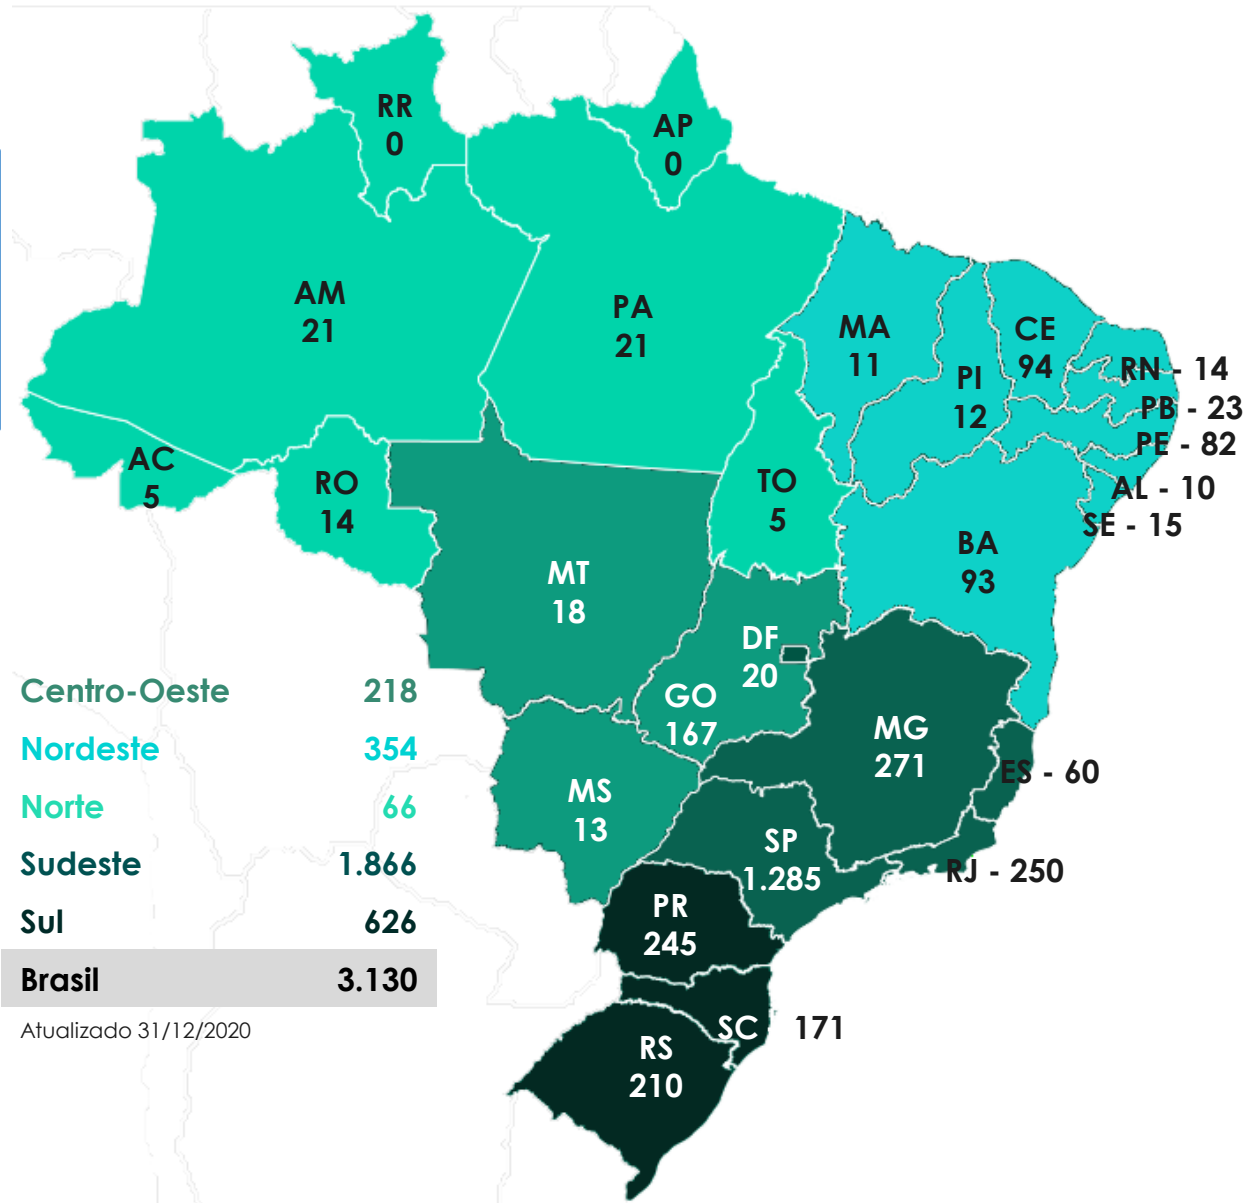 RR
0
AP
0
AM
21
PA
21
MA
11
CE
94
PI
12
RN - 14
PB - 23
PE - 82
AL - 10
SE - 15
AC
5
RO
14
TO
5
BA
93
MT
18
DF
20
GO
167
MG
271
ES - 60
MS
13
SP
1.285
RJ - 250
PR
245
SC 171
RS
210
Centro-Oeste 218
Nordeste 354
Norte 66
Sudeste 1.866
Sul 626
Brasil 3.130
Atualizado 31/12/2020